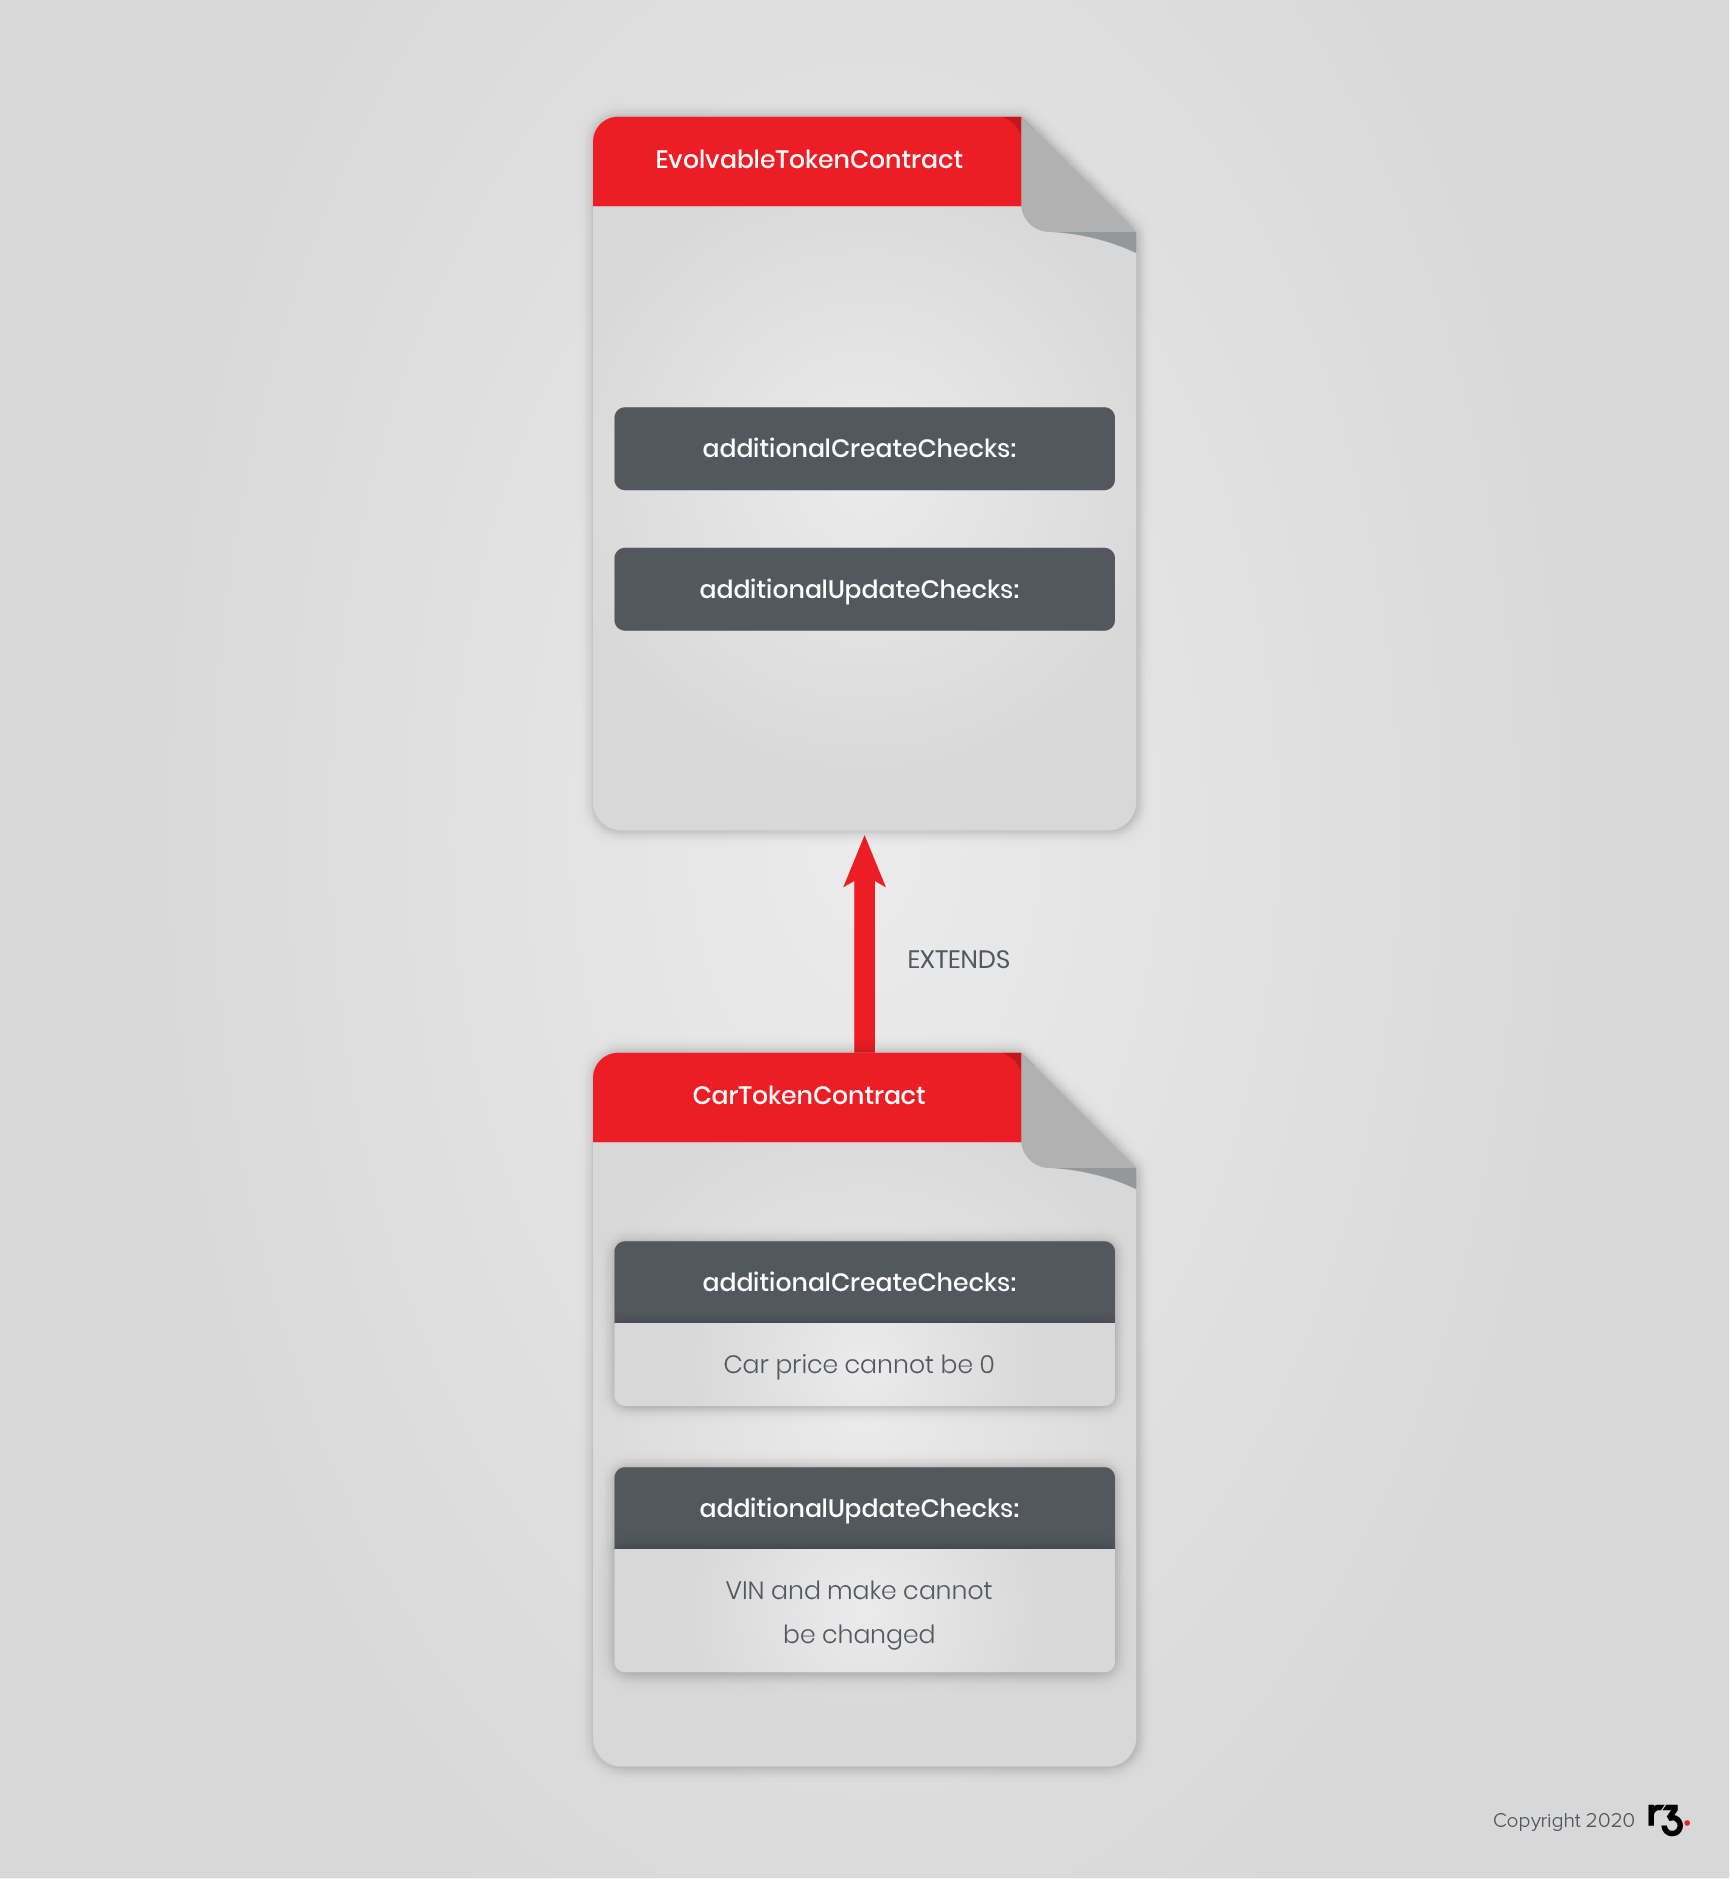 EvolvableTokenContract
additionalCreateChecks:
additionalUpdateChecks:
EXTENDS
CarTokenContract
additionalCreateChecks:
Car price cannot be 0
additionalUpdateChecks:
VIN and make cannot
be changed
Copyright 2020 r3.